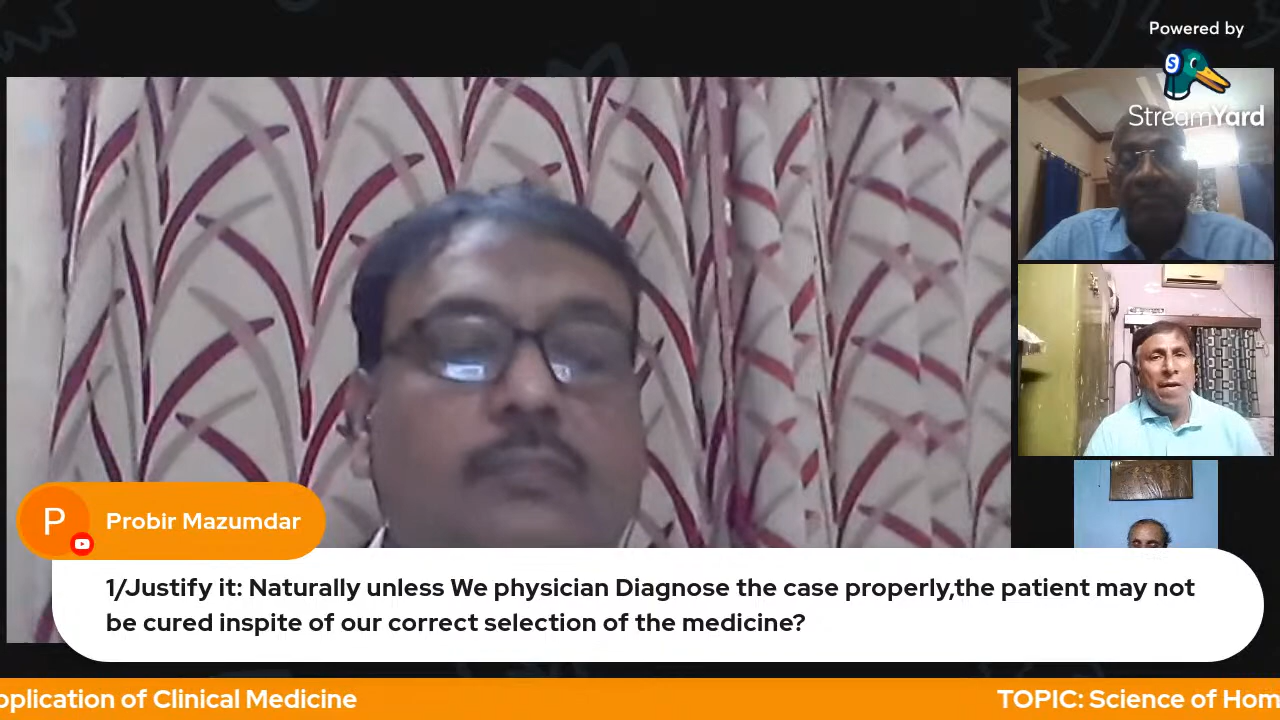 Powered by
S
StreamYard
P
Probir Mazumdar
1/Justify it: Naturally unless We physician Diagnose the case properly,the patient may not
be cured inspite of our correct selection of the medicine?
pplication of Clinical Medicine
TOPIC: Science of Hom